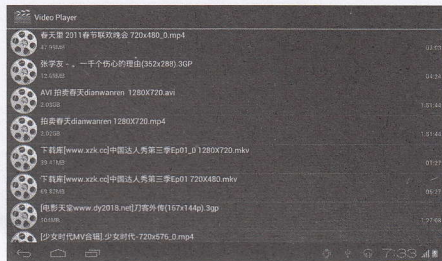 Video Player
春天里 2011春节联欢晚会 720x480_0.mp4
张学友 - 。一千个伤心的理由(352x288).3GP
AVI 拍卖春天dianwanren 1280X720.avi
1:31:44
拍卖春天dianwanren 1280X720.mp4
1:31:44
下载库[www.xzk.cc]中国达人秀第三季Ep01_0 1280X720.mkv
下载库[www.xzk.cc]中国达人秀第三季Ep01 720X480.mkv
[电影天堂www.dy2018.net]刀客外传(167x144p).3gp
[少女时代MV合辑].少女时代-720x576_0.mp4
7:33